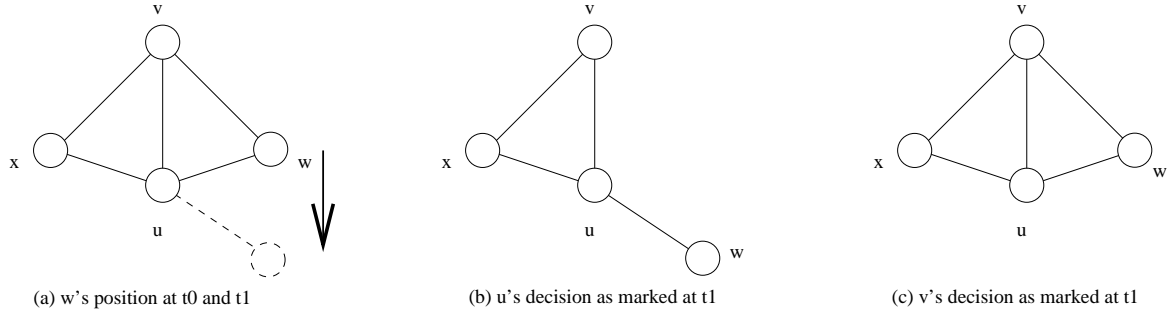 v
x
w
u
(a) w's position at t0 and t1
v
x
u
w
(b) u's decision as marked at t1
v
x
w
u
(c) v's decision as marked at t1